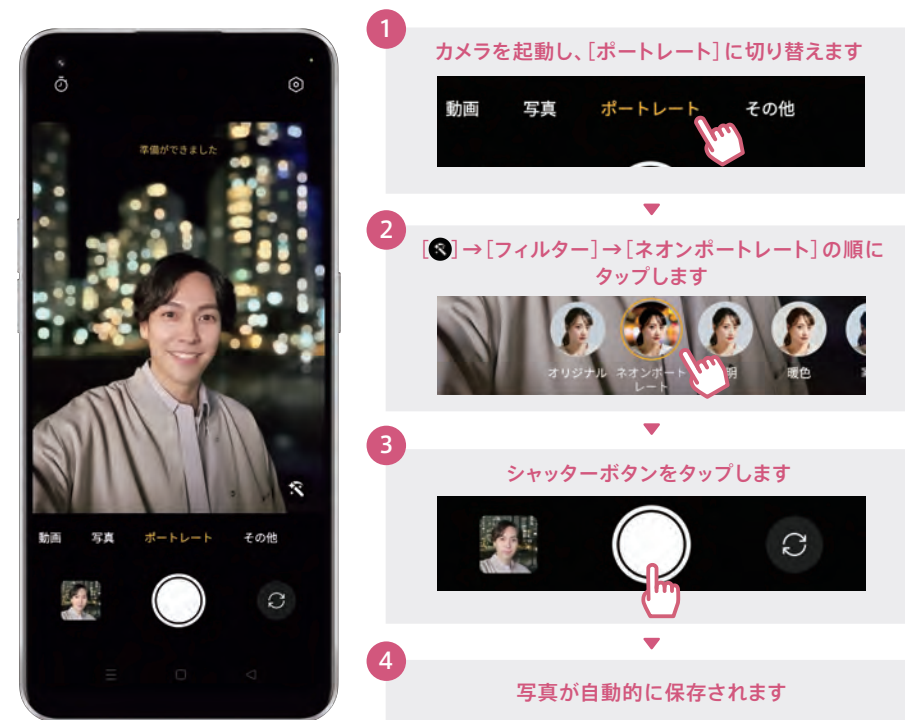 準備ができました
動画 写真 ポートレート その他
1
カメラを起動し、[ポートレート]に切り替えます
動画 写真 ポートレート その他
2
[]→[フィルター]→[ネオンポートレート]の順に
タップします
オリジナル ネオンポート 明 暖色
レート
3
シャッターボタンをタップします
4
写真が自動的に保存されます